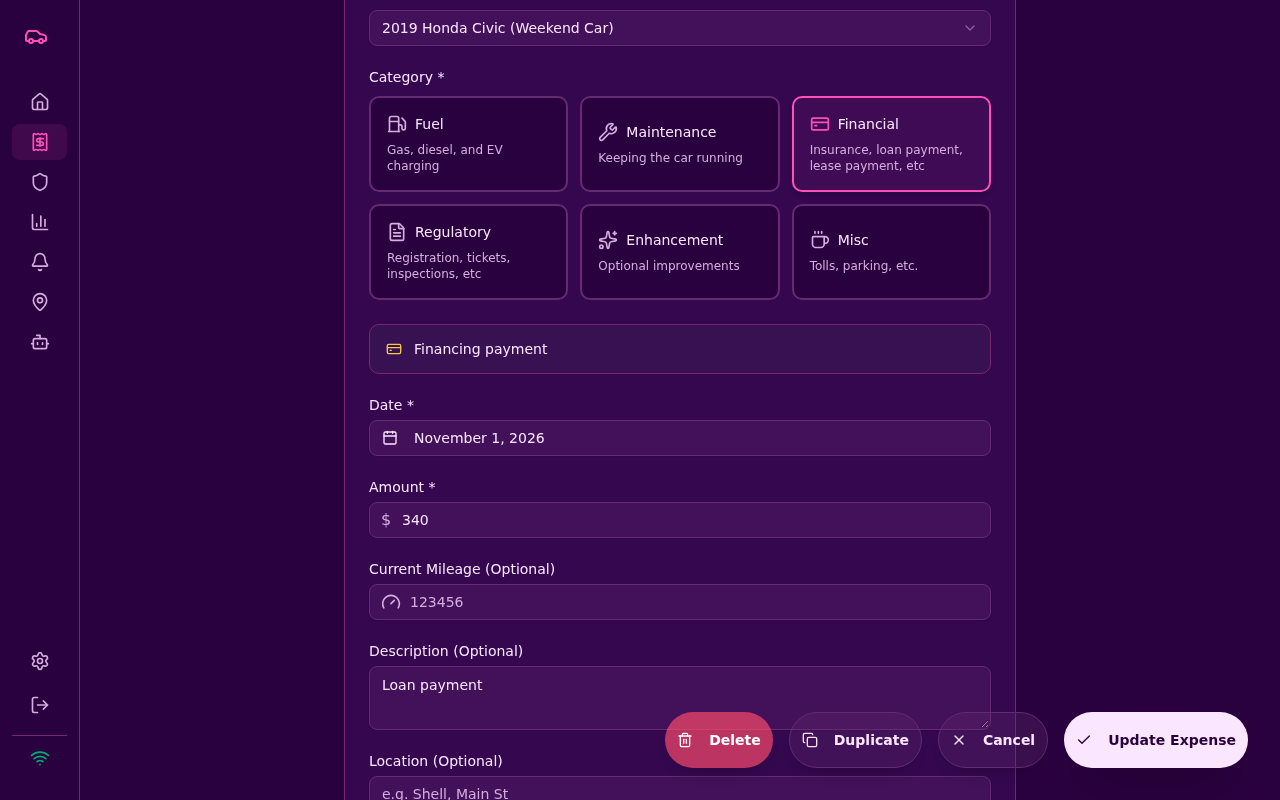 2019 Honda Civic (Weekend Car)
Category *
Fuel
Gas, diesel, and EV
charging
Maintenance
Keeping the car running
Financial
Insurance, loan payment,
lease payment, etc
Regulatory
Registration, tickets,
inspections, etc
Enhancement
Optional improvements
Misc
Tolls, parking, etc.
Financing payment
Date *
November 1, 2026
Amount *
$ 340
Current Mileage (Optional)
123456
Description (Optional)
Loan payment
Delete
Duplicate
Cancel
Update Expense
Location (Optional)
e.g. Shell, Main St